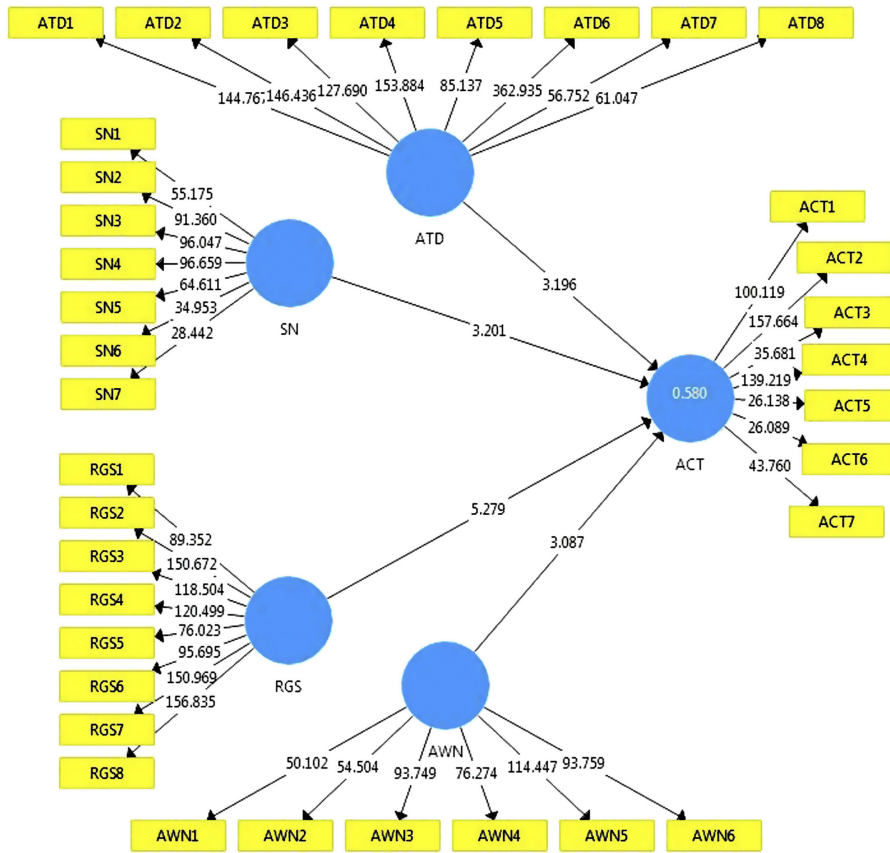 ATD1 ATD2 ATD3 ATD4 ATD5 ATD6 ATD7 ATD8
146.436 127.690 153.884 85.137 362.935 56.752 61.047
ATD
SN1
SN2
SN3
SN4
SN5
SN6
SN7
55.175
91.360
96.047
96.659
64.611
34.953
28.442
SN
3.196
3.201
ACT1
ACT2
ACT3
ACT4
ACT5
ACT6
ACT7
100.119
157.664
35.681
139.219
26.138
26.089
43.760
0.580
ACT
RGS1
RGS2
RGS3
RGS4
RGS5
RGS6
RGS7
RGS8
89.352
150.672
118.504
120.499
76.023
95.695
150.969
156.835
RGS
5.279
3.087
AWN
50.102 54.504 93.749 76.274 114.447 93.759
AWN1 AWN2 AWN3 AWN4 AWN5 AWN6